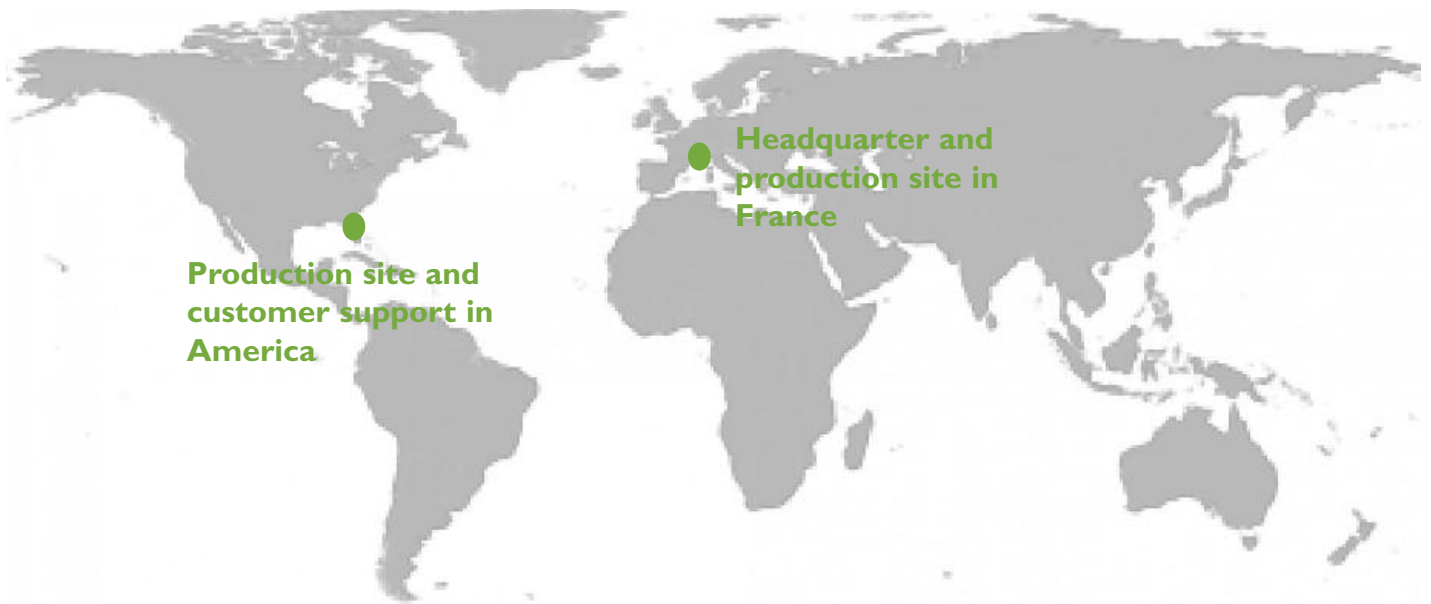 Headquarter and
production site in
France
Production site and
customer support in
America